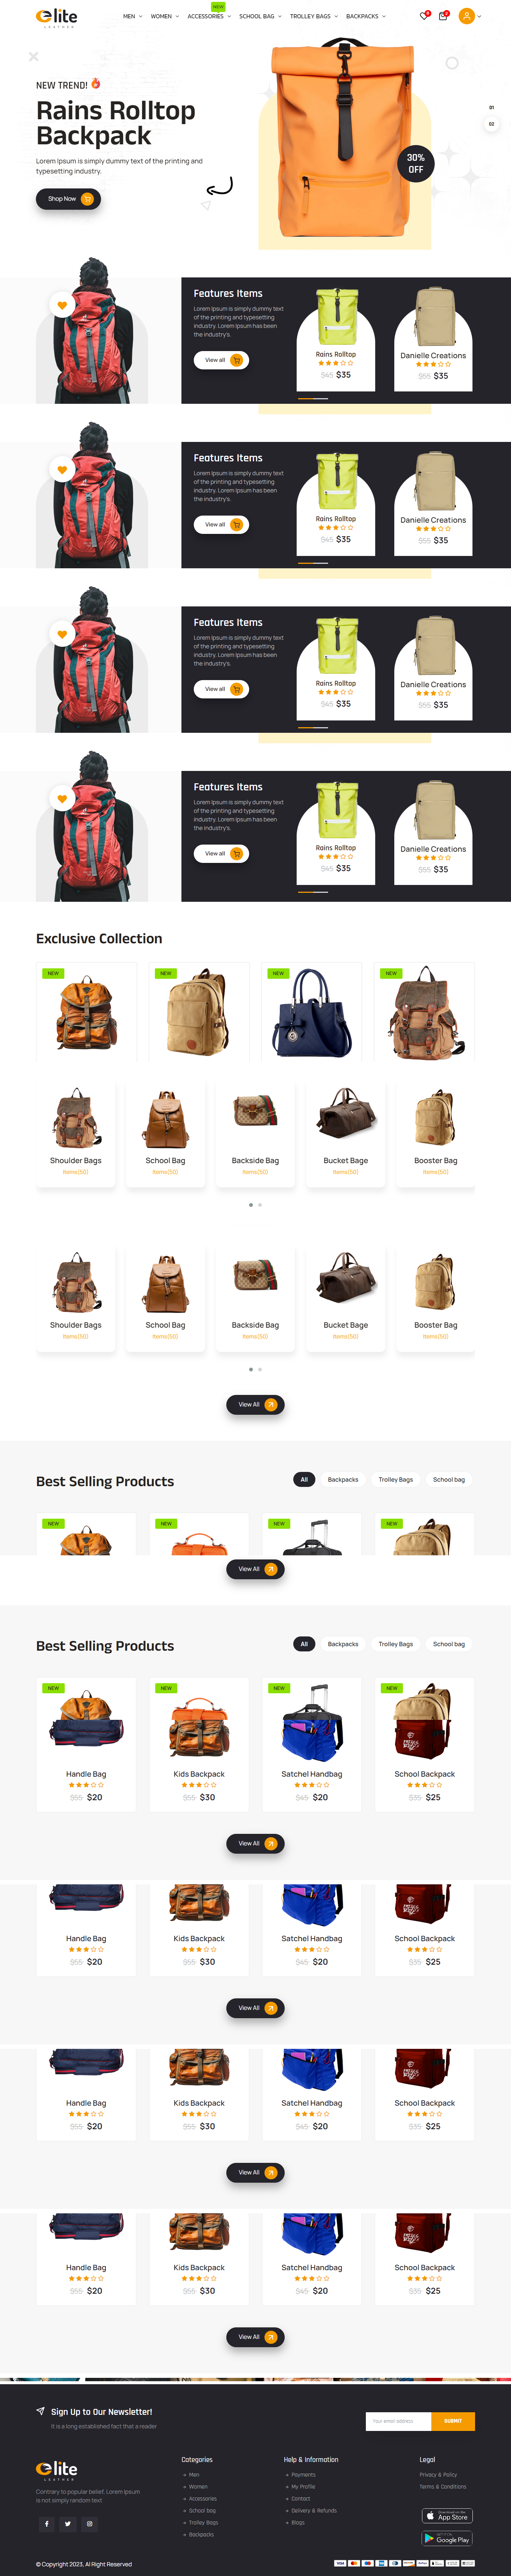 elite
LEATHER
MEN
WOMEN
ACCESSORIES
NEW
SCHOOL BAG
TROLLEY BAGS
BACKPACKS
NEW TREND!
Rains Rolltop
Backpack
Lorem Ipsum is simply dummy text of the printing and
typesetting industry.
Shop Now
30%
OFF
01
02
Features Items
Lorem Ipsum is simply dummy text
of the printing and typesetting
industry. Lorem Ipsum has been
the industry's.
View all
Rains Rolltop
$45 $35
Danielle Creations
$55 $35
Features Items
Lorem Ipsum is simply dummy text
of the printing and typesetting
industry. Lorem Ipsum has been
the industry's.
View all
Rains Rolltop
$45 $35
Danielle Creations
$55 $35
Features Items
Lorem Ipsum is simply dummy text
of the printing and typesetting
industry. Lorem Ipsum has been
the industry's.
View all
Rains Rolltop
$45 $35
Danielle Creations
$55 $35
Features Items
Lorem Ipsum is simply dummy text
of the printing and typesetting
industry. Lorem Ipsum has been
the industry's.
View all
Rains Rolltop
$45 $35
Danielle Creations
$55 $35
Exclusive Collection
NEW
NEW
NEW
NEW
Shoulder Bags
Items(50)
School Bag
Items(50)
Backside Bag
Items(50)
Bucket Bage
Items(50)
Booster Bag
Items(50)
Shoulder Bags
Items(50)
School Bag
Items(50)
Backside Bag
Items(50)
Bucket Bage
Items(50)
Booster Bag
Items(50)
View All
Best Selling Products
All
Backpacks
Trolley Bags
School bag
NEW
NEW
NEW
NEW
View All
Best Selling Products
All
Backpacks
Trolley Bags
School bag
NEW
NEW
NEW
NEW
Handle Bag
$55 $20
Kids Backpack
$55 $30
Satchel Handbag
$45 $20
School Backpack
$35 $25
View All
Handle Bag
$55 $20
Kids Backpack
$55 $30
Satchel Handbag
$45 $20
School Backpack
$35 $25
View All
Handle Bag
$55 $20
Kids Backpack
$55 $30
Satchel Handbag
$45 $20
School Backpack
$35 $25
View All
Handle Bag
$55 $20
Kids Backpack
$55 $30
Satchel Handbag
$45 $20
School Backpack
$35 $25
View All
Sign Up to Our Newsletter!
It is a long established fact that a reader
Your email address...
SUBMIT
elite
LEATHER
Contrary to popular belief, Lorem Ipsum
is not simply random text
Categories
Men
Women
Accessories
School bag
Trolley Bags
Backpacks
Help & Information
Payments
My Profile
Contact
Delivery & Refunds
Blogs
Legal
Privacy & Policy
Terms & Conditions
App Store
Google Play
© Copyright 2023, Al Right Reserved
VISA